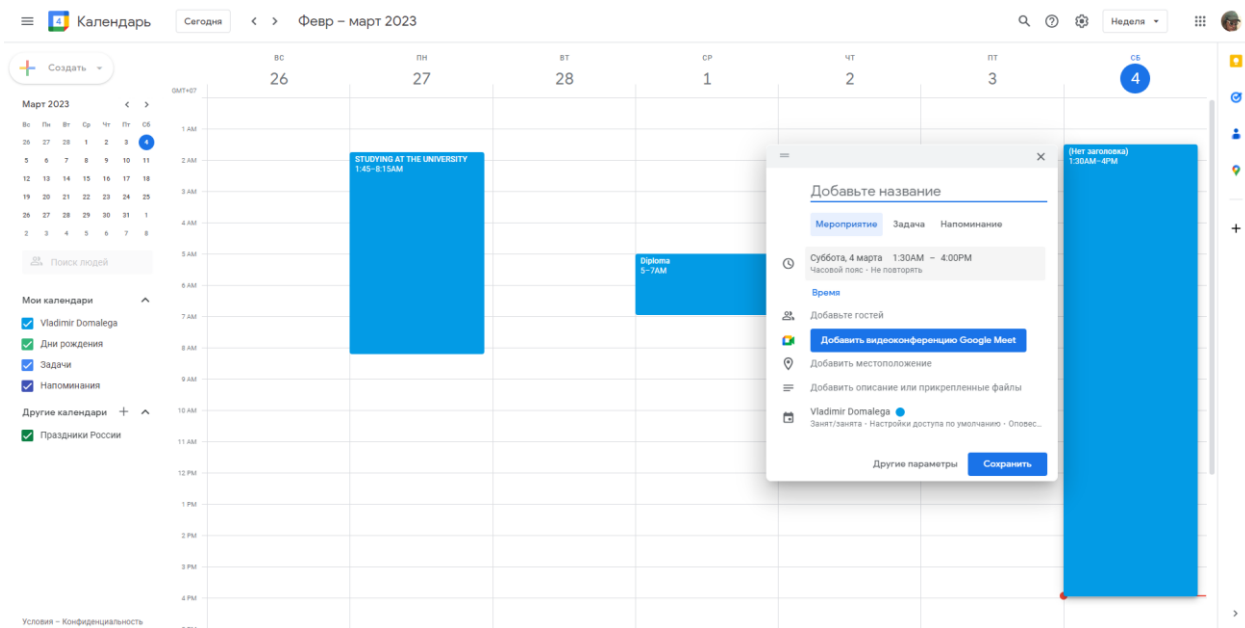 4 Календарь Сегодня Февр – март 2023 Неделя
Создать
GMT+07
ВС 26
ПН 27
ВТ 28
СР 1
ЧТ 2
ПТ 3
СБ 4
Март 2023
Вс Пн Вт Ср Чт Пт Сб
26 27 28 1 2 3 4
5 6 7 8 9 10 11
12 13 14 15 16 17 18
19 20 21 22 23 24 25
26 27 28 29 30 31 1
2 3 4 5 6 7 8
Поиск людей
Мои календари
Vladimir Domalega
Дни рождения
Задачи
Напоминания
Другие календари
Праздники России
Условия – Конфиденциальность
1 AM
2 AM
3 AM
4 AM
5 AM
6 AM
7 AM
8 AM
9 AM
10 AM
11 AM
12 PM
1 PM
2 PM
3 PM
4 PM
STUDYING AT THE UNIVERSITY
1:45–8:15AM
Diploma
5–7AM
Добавьте название
Мероприятие Задача Напоминание
Суббота, 4 марта 1:30AM – 4:00PM
Часовой пояс · Не повторять
Время
Добавьте гостей
Добавить видеоконференцию Google Meet
Добавить местоположение
Добавить описание или прикрепленные файлы
Vladimir Domalega
Занят/занята · Настройки доступа по умолчанию · Оповес...
Другие параметры Сохранить
(Нет заголовка)
1:30AM–4PM